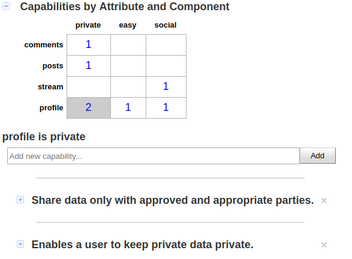 Capabilities by Attribute and Component
private easy social
comments 1
posts 1
stream 1
profile 2 1 1
profile is private
Add new capability... Add
Share data only with approved and appropriate parties. ×
Enables a user to keep private data private. ×